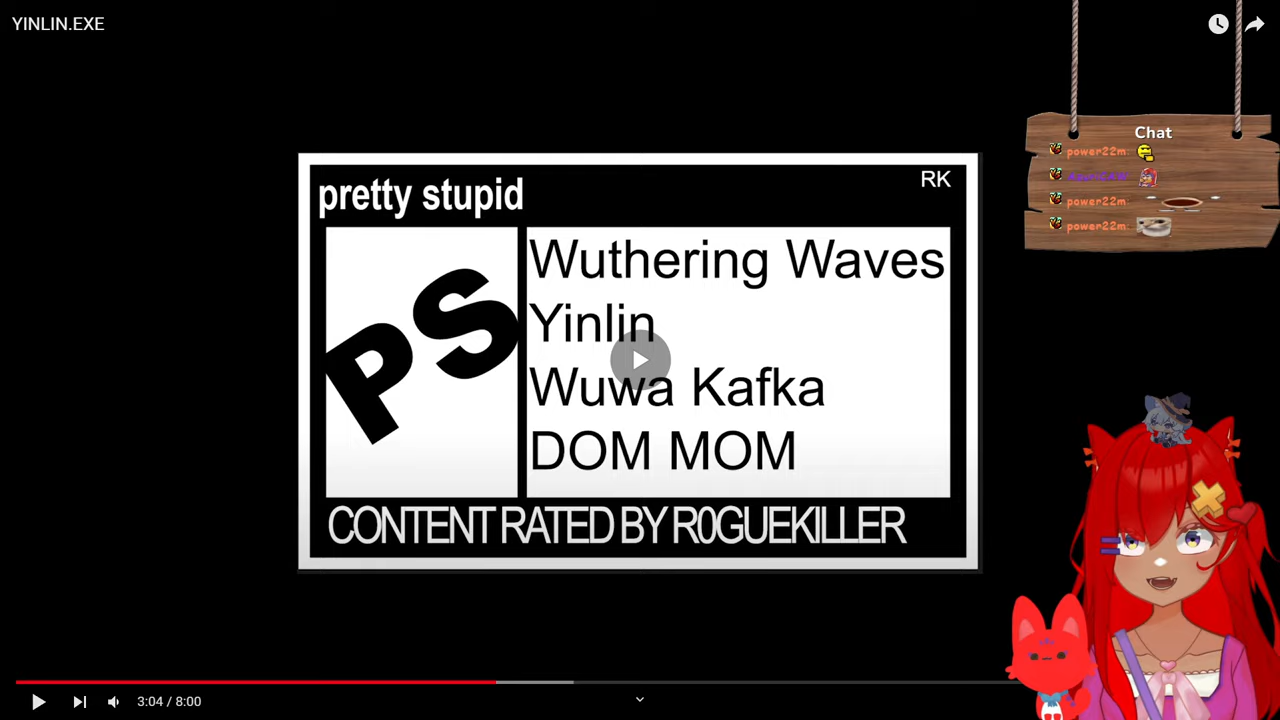 YINLIN.EXE
Chat
power22m:
power22m:
power22m:
pretty stupid
RK
PS
Wuthering Waves
Yinlin
Wuwa Kafka
DOM MOM
CONTENT RATED BY R0GUEKILLER
3:04 / 8:00